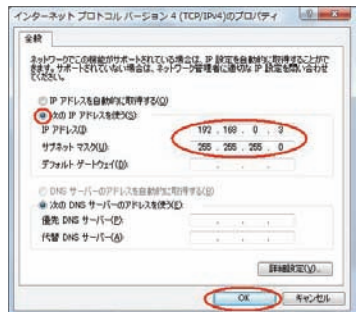 インターネット プロトコル バージョン 4 (TCP/IPv4)のプロパティ
全般
ネットワークでこの機能がサポートされている場合は、IP 設定を自動的に取得することがで
きます。サポートされていない場合は、ネットワーク管理者に適切な IP 設定を問い合わせ
てください。
IP アドレスを自動的に取得する(O)
次の IP アドレスを使う(S):
IP アドレス(I): 192 . 168 . 0 . 3
サブネット マスク(U): 255 . 255 . 255 . 0
デフォルト ゲートウェイ(D):
DNS サーバーのアドレスを自動的に取得する(B)
次の DNS サーバーのアドレスを使う(E):
優先 DNS サーバー(P):
代替 DNS サーバー(A):
詳細設定(V)...
OK キャンセル